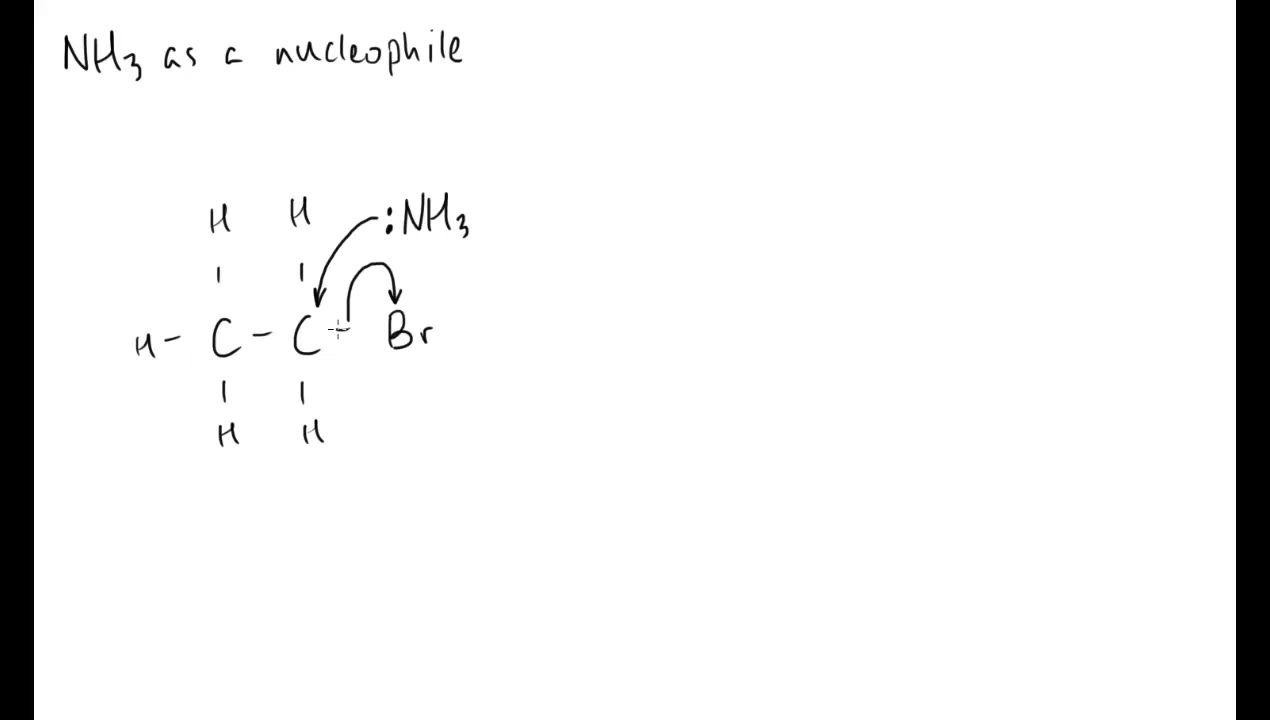 NH3 as a nucleophile
H H :NH3
H - C - C - Br
H H